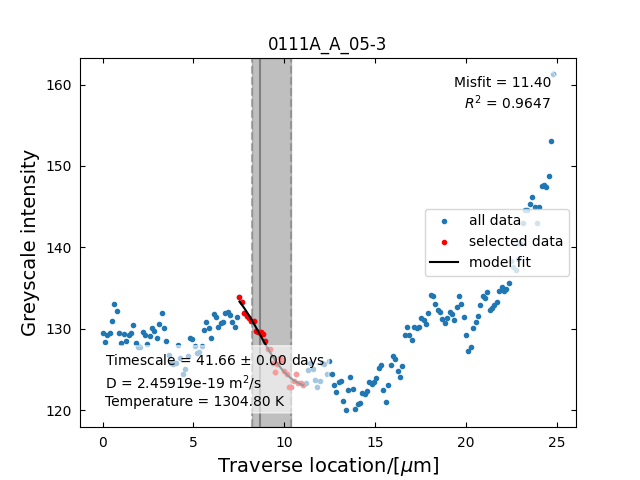 0111A_A_05-3
Misfit = 11.40
R² = 0.9647
160
150
140
130
120
Greyscale intensity
all data
selected data
model fit
Timescale = 41.66 ± 0.00 days
D = 2.45919e-19 m²/s
Temperature = 1304.80 K
0 5 10 15 20 25
Traverse location/[μm]